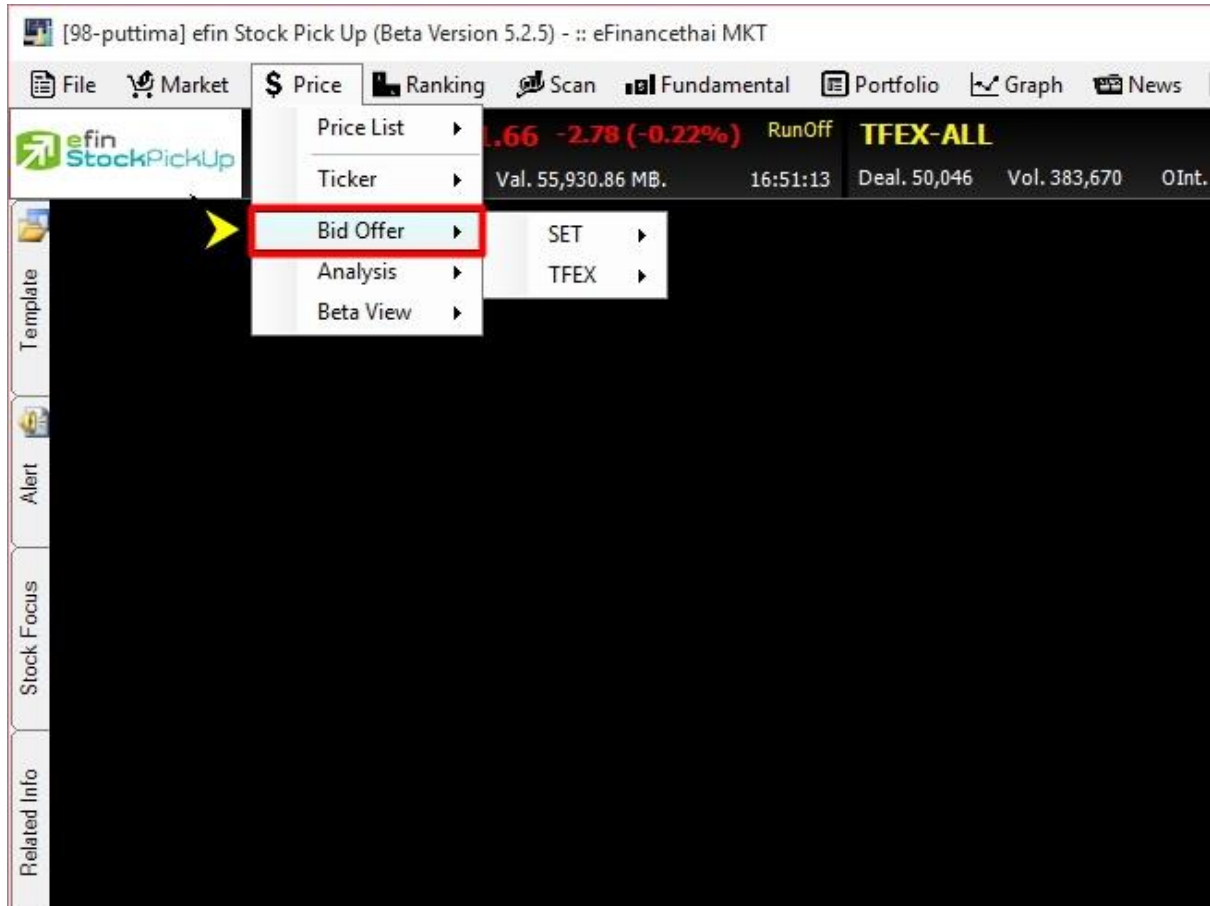 [98-puttima] efin Stock Pick Up (Beta Version 5.2.5) - :: eFinancethai MKT
File Market $ Price Ranking Scan Fundamental Portfolio Graph News
efin
StockPickUp
Price List
.66 -2.78 (-0.22%) RunOff TFEX-ALL
Ticker
Val. 55,930.86 MB. 16:51:13 Deal. 50,046 Vol. 383,670 OInt.
Bid Offer
SET
Analysis
TFEX
Beta View
Template
Alert
Stock Focus
Related Info